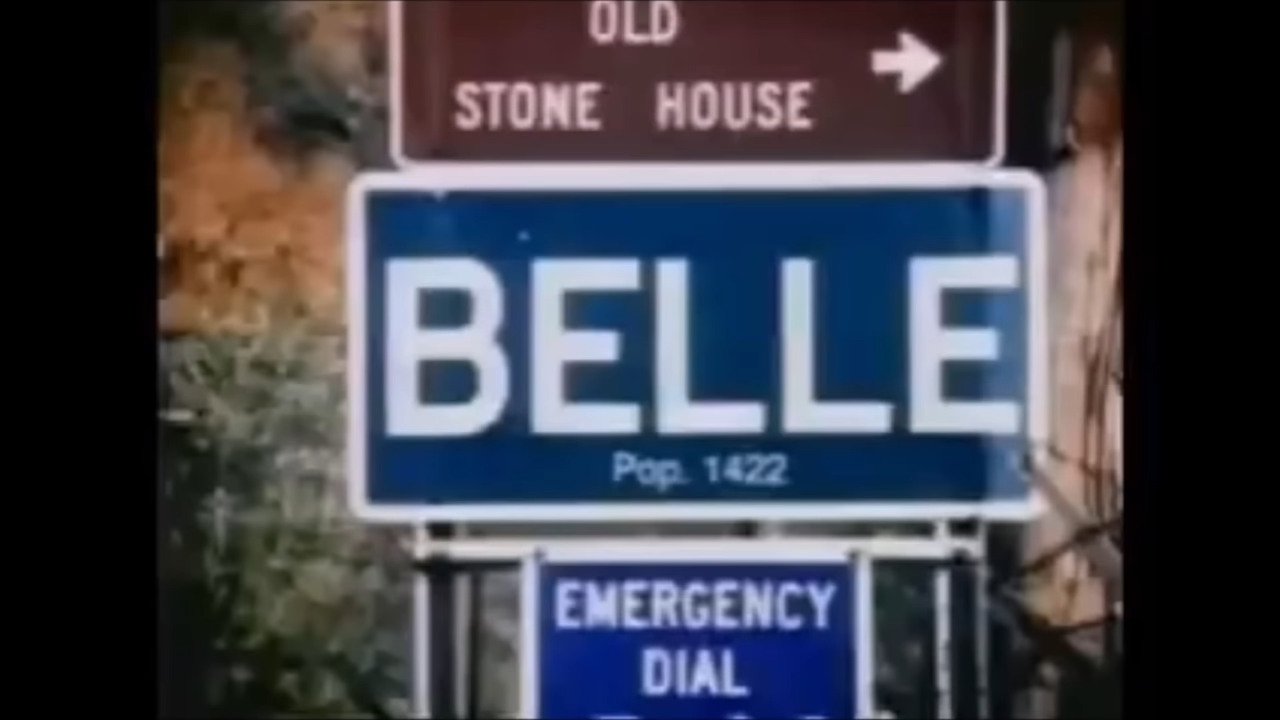 OLD
STONE HOUSE
BELLE
Pop. 1422
EMERGENCY
DIAL